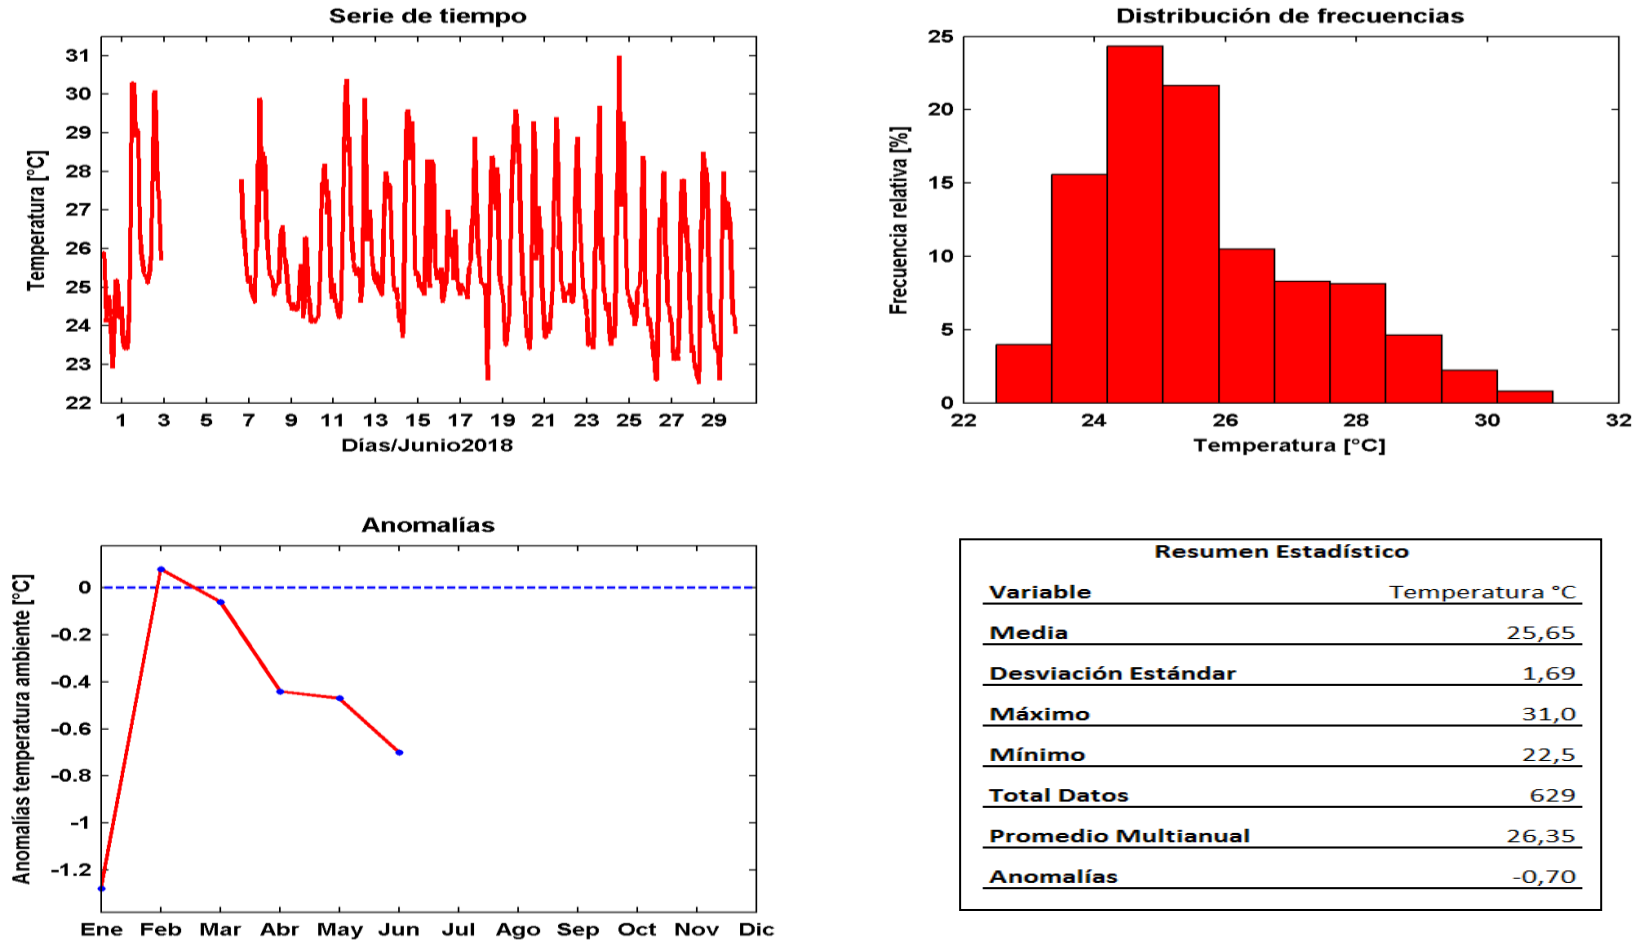 Serie de tiempo
Temperatura [°C]
31
30
29
28
27
26
25
24
23
22
1 3 5 7 9 11 13 15 17 19 21 23 25 27 29
Días/Junio2018
Distribución de frecuencias
Frecuencia relativa [%]
25
20
15
10
5
0
22 24 26 28 30 32
Temperatura [°C]
Anomalías
Anomalías temperatura ambiente [°C]
0
-0.2
-0.4
-0.6
-0.8
-1
-1.2
Ene Feb Mar Abr May Jun Jul Ago Sep Oct Nov Dic
Resumen Estadístico
Variable Temperatura °C
Media 25,65
Desviación Estándar 1,69
Máximo 31,0
Mínimo 22,5
Total Datos 629
Promedio Multianual 26,35
Anomalías -0,70